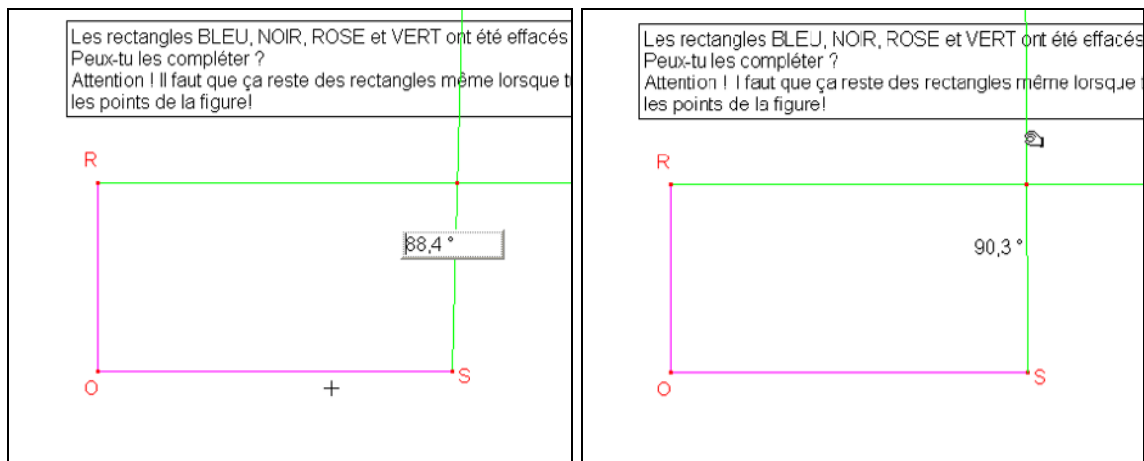 Les rectangles BLEU, NOIR, ROSE et VERT ont été effacés
Peux-tu les compléter ?
Attention ! Il faut que ça reste des rectangles même lorsque t
les points de la figure!
R
88,4 °
O
S
Les rectangles BLEU, NOIR, ROSE et VERT ont été effacés
Peux-tu les compléter ?
Attention ! I faut que ça reste des rectangles même lorsque t
les points de la figure!
R
90,3 °
O
S